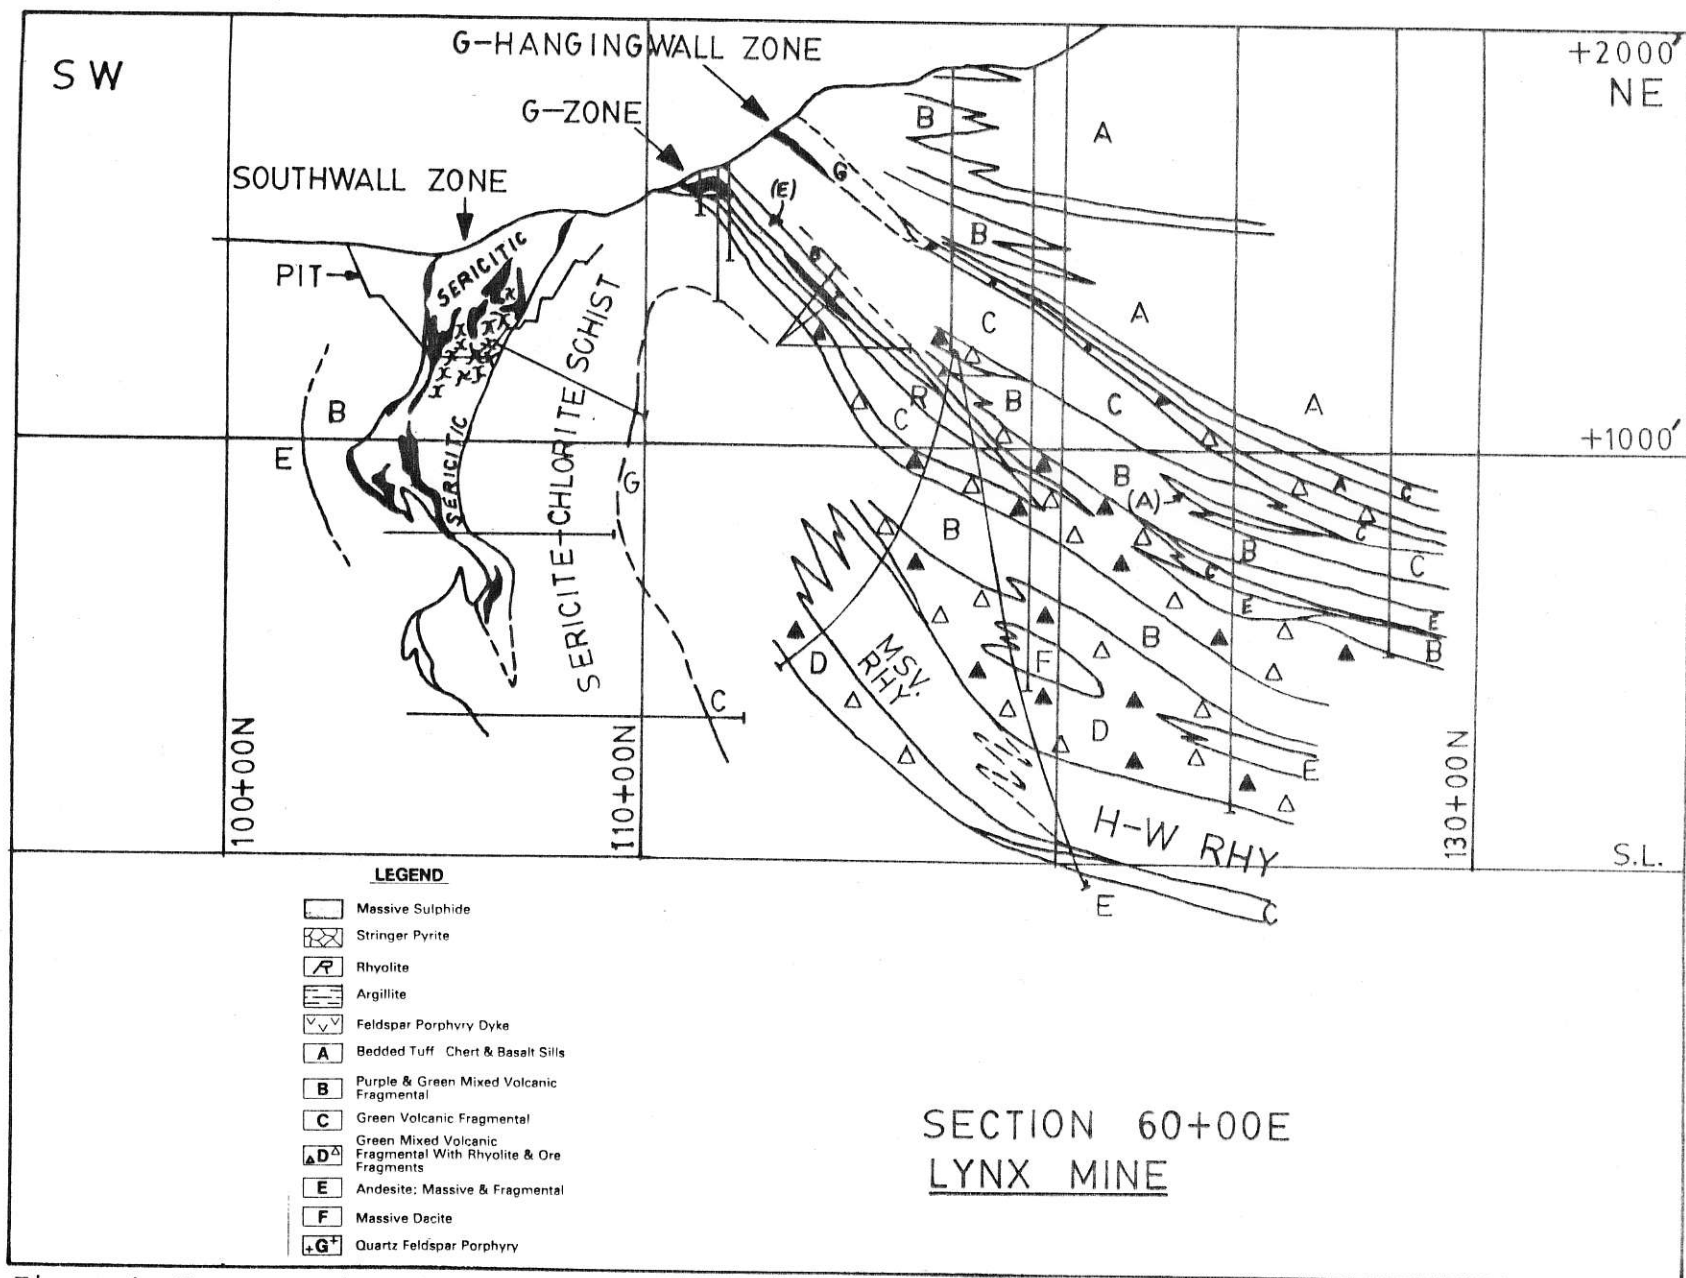 G-HANGINGWALL ZONE
+2000'
SW
NE
G-ZONE
B
A
SOUTHWALL ZONE
G
(E)
B
SERICITIC
PIT
B
A
C
SERICITE-CHLORITE SCHIST
B
R
B
C
A
C
+1000'
E
SERICITIC
G
B
(A)
A
C
B
C
B
C
C
E
E
B
B
MSV.
RHY.
D
F
C
D
E
100+00N
110+00N
130+00N
H-W RHY
S.L.
E
C
LEGEND
Massive Sulphide
Stringer Pyrite
R Rhyolite
Argillite
V V V Feldspar Porphyry Dyke
A Bedded Tuff Chert & Basalt Sills
B Purple & Green Mixed Volcanic
Fragmental
C Green Volcanic Fragmental
Green Mixed Volcanic
D Fragmental With Rhyolite & Ore
Fragments
E Andesite: Massive & Fragmental
F Massive Dacite
+G+ Quartz Feldspar Porphyry
SECTION 60+00E
LYNX MINE